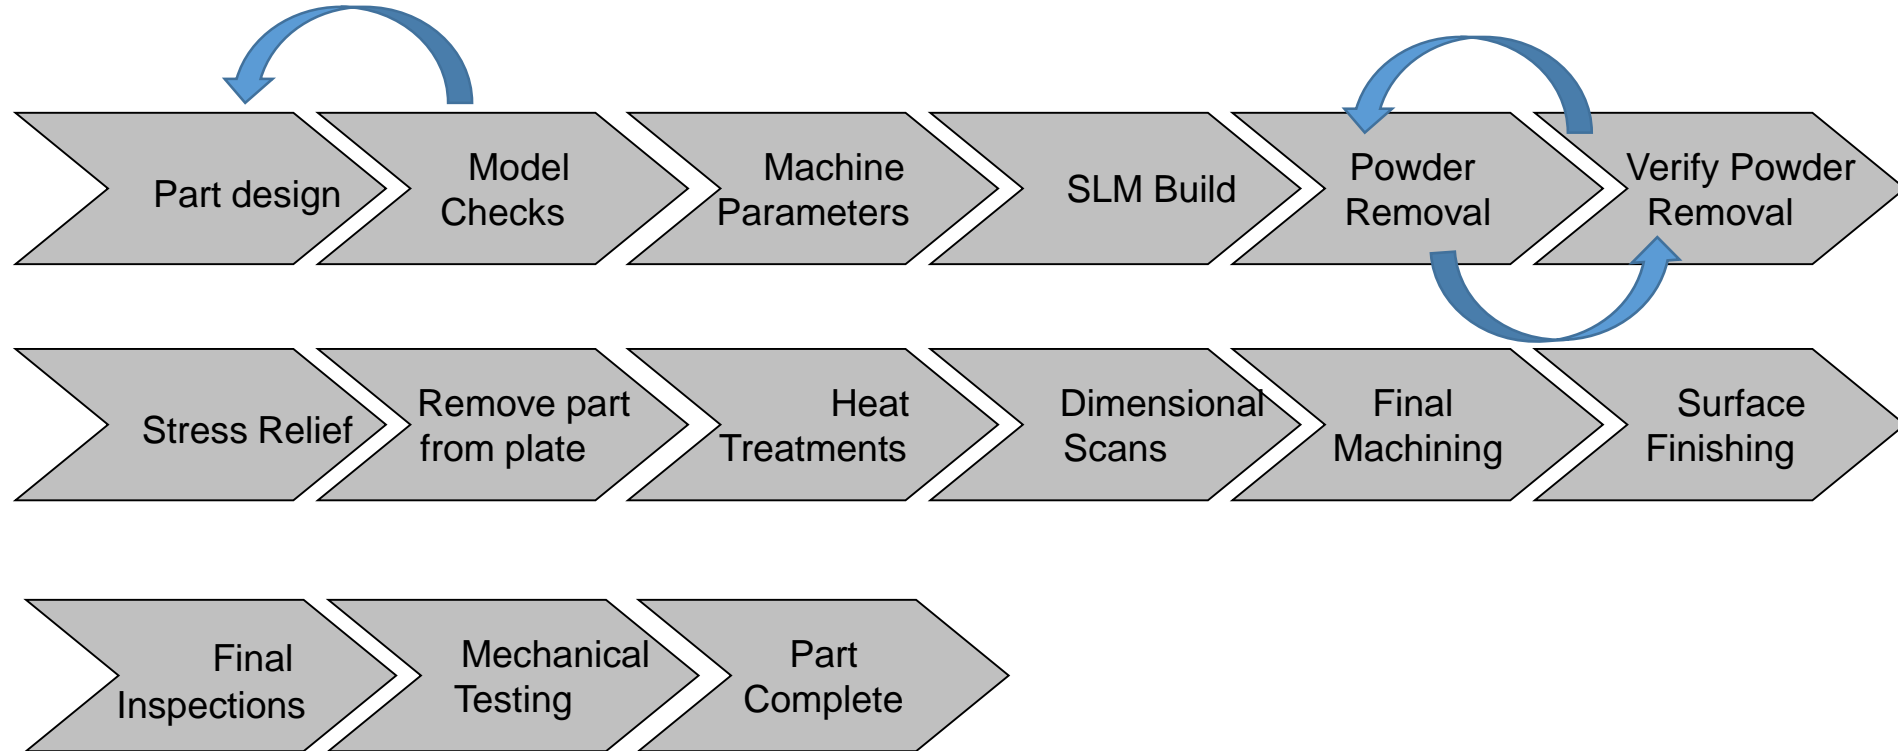 Part design
Model
Checks
Machine
Parameters
SLM Build
Powder
Removal
Verify Powder
Removal
Stress Relief
Remove part
from plate
Heat
Treatments
Dimensional
Scans
Final
Machining
Surface
Finishing
Final
Inspections
Mechanical
Testing
Part
Complete